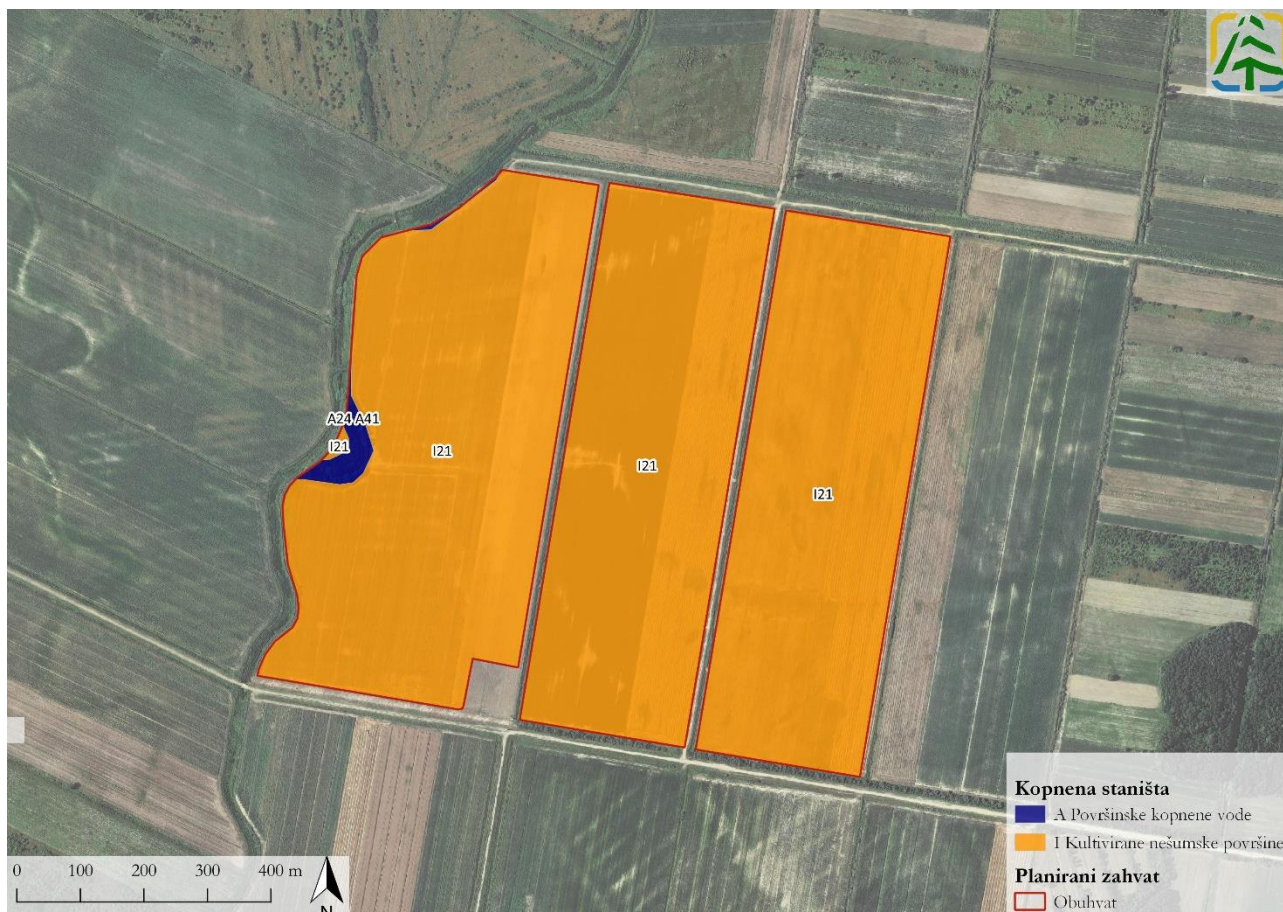 A24 A41
I21
I21
I21
I21
Kopnena staništa
A Površinske kopnene vode
I Kultivirane nešumske površine
Planirani zahvat
Obuhvat
0 100 200 300 400 m
N